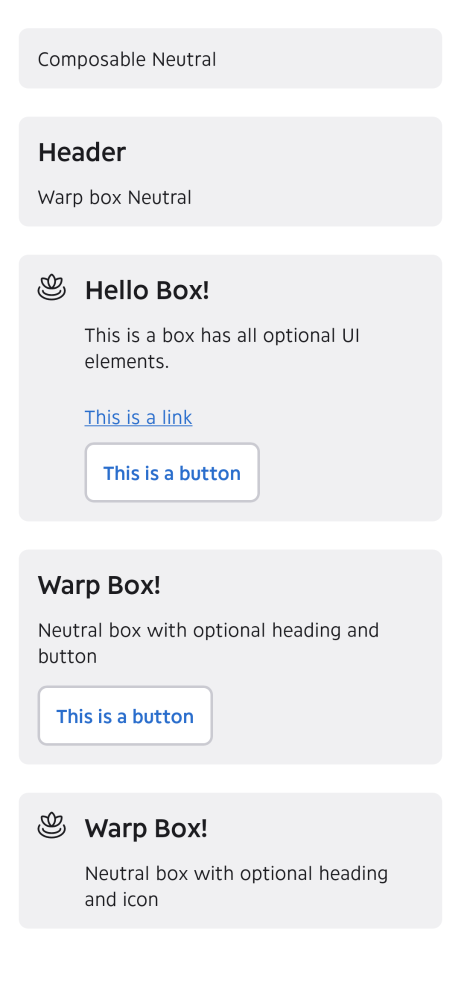 Composable Neutral
Header
Warp box Neutral
Hello Box!
This is a box has all optional UI
elements.
This is a link
This is a button
Warp Box!
Neutral box with optional heading and
button
This is a button
Warp Box!
Neutral box with optional heading
and icon